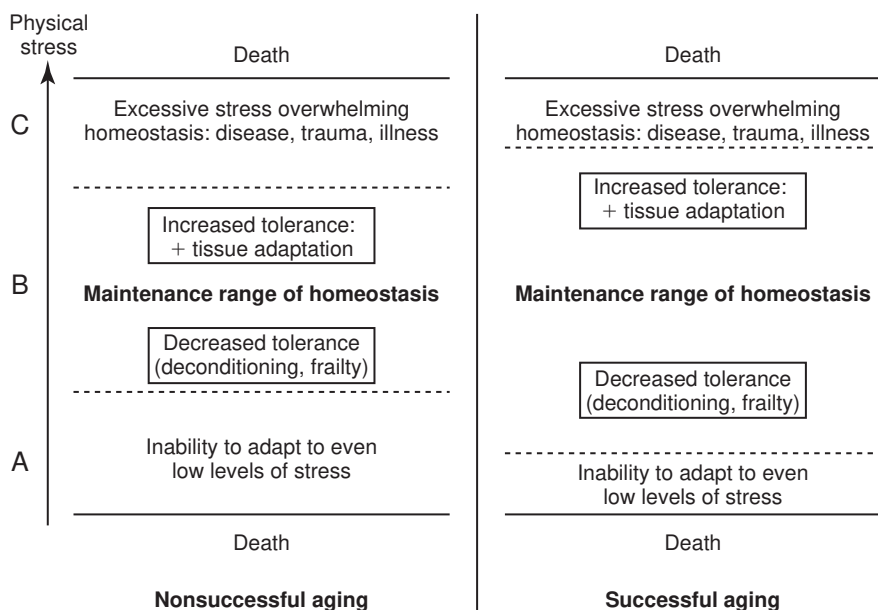 Physical
stress
Death
C
Excessive stress overwhelming
homeostasis: disease, trauma, illness
Increased tolerance:
+ tissue adaptation
B
Maintenance range of homeostasis
Decreased tolerance
(deconditioning, frailty)
A
Inability to adapt to even
low levels of stress
Death
Nonsuccessful aging
Death
Excessive stress overwhelming
homeostasis: disease, trauma, illness
Increased tolerance:
+ tissue adaptation
Maintenance range of homeostasis
Decreased tolerance
(deconditioning, frailty)
Inability to adapt to even
low levels of stress
Death
Successful aging